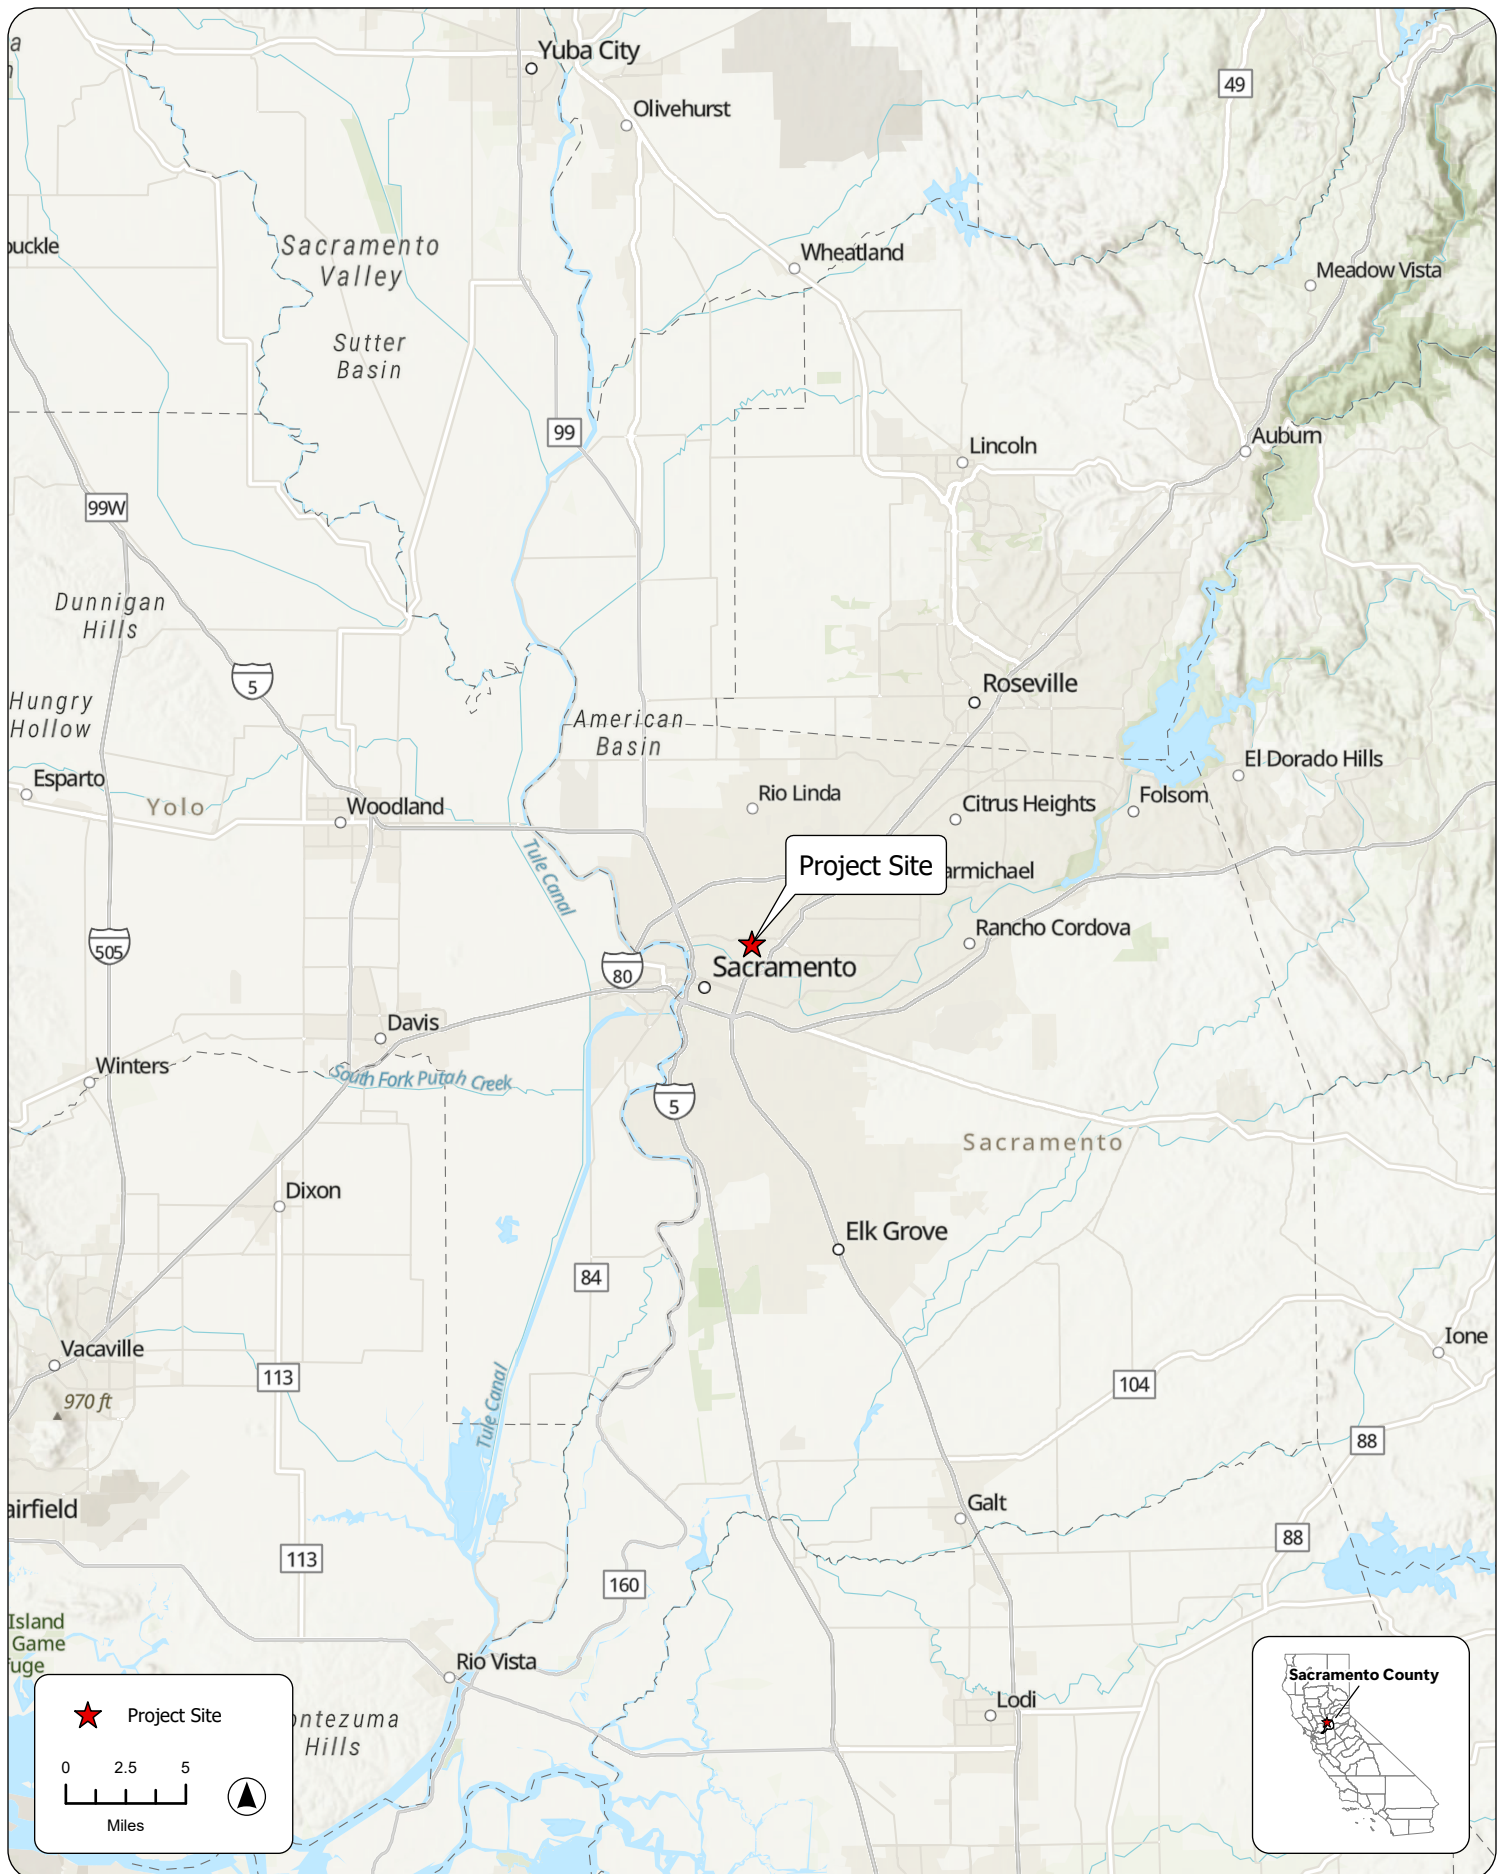 Yuba City
Olivehurst
49
buckle
Sacramento
Valley
Wheatland
Meadow Vista
Sutter
Basin
99
Auburn
Lincoln
99W
Dunnigan
Hills
5
Hungry
Hollow
Roseville
American
Basin
El Dorado Hills
Esparto
Yolo
Woodland
Rio Linda
Citrus Heights
Folsom
Tule Canal
Project Site
armichael
Rancho Cordova
505
80
Sacramento
Davis
Winters
South Fork Putah Creek
5
Sacramento
Dixon
Elk Grove
84
Ione
Vacaville
113
104
970 ft
Tule Canal
88
airfield
Galt
88
113
160
Island
Game
fuge
Rio Vista
Lodi
ontezuma
Hills
Project Site
0 2.5 5
Miles
Sacramento County